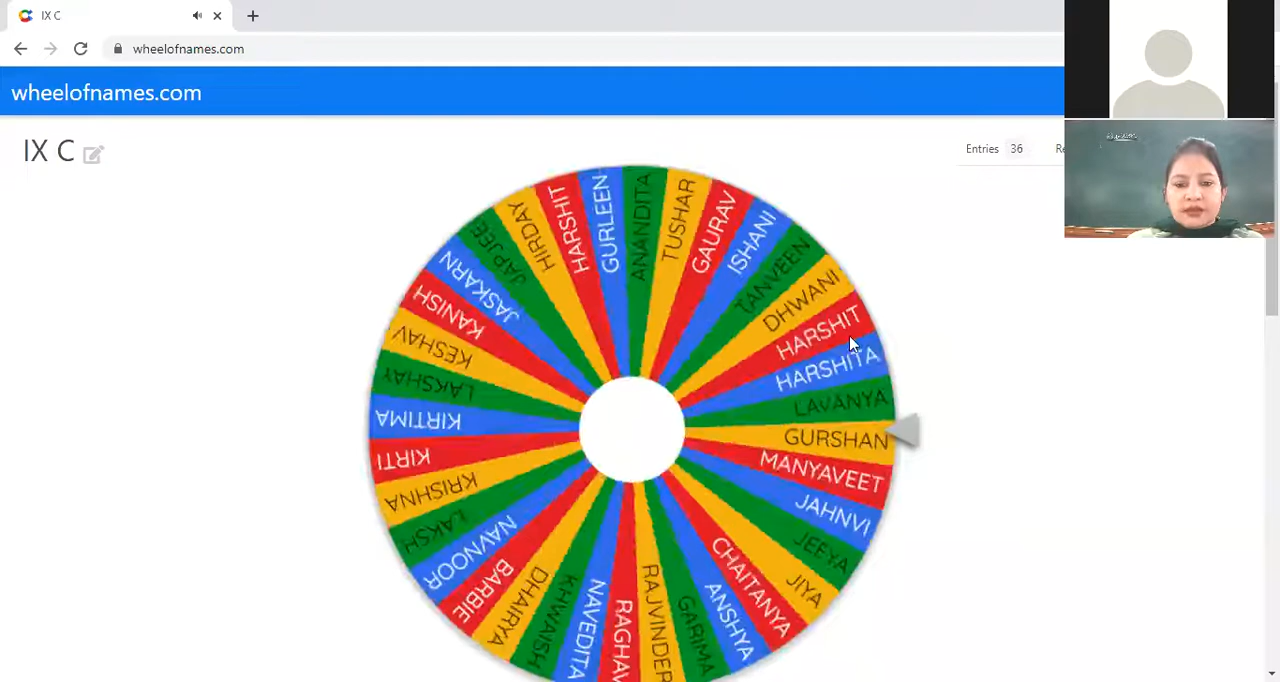 IX C
wheelofnames.com
wheelofnames.com
IX C
Entries 36
Re
ANANDITA
TUSHAR
GAURAV
ISHANI
TANVEEN
DHWANI
HARSHIT
HARSHITA
LAVANYA
GURSHAN
MANYAVEET
JAHNVI
JEEYA
JIYA
CHAITANYA
ANSHYA
GARIMA
RAJVINDER
RAGHAV
NAVEDITA
KHWAISH
DHAIRYA
BARBIE
NAVNOOR
LAKSH
KRISHNA
KIRTI
KIRTIMA
LAKSHAY
KESHAV
KANISH
JASKARN
JAPJEE
HIRDAY
HARSHIT
GURLEEN